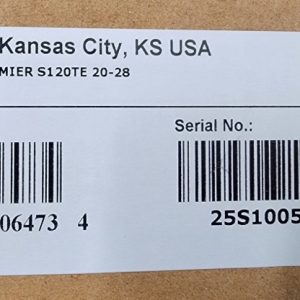 Kansas City, KS USA
MIER S120TE 20-28
Serial No.:
06473 4
25S1005